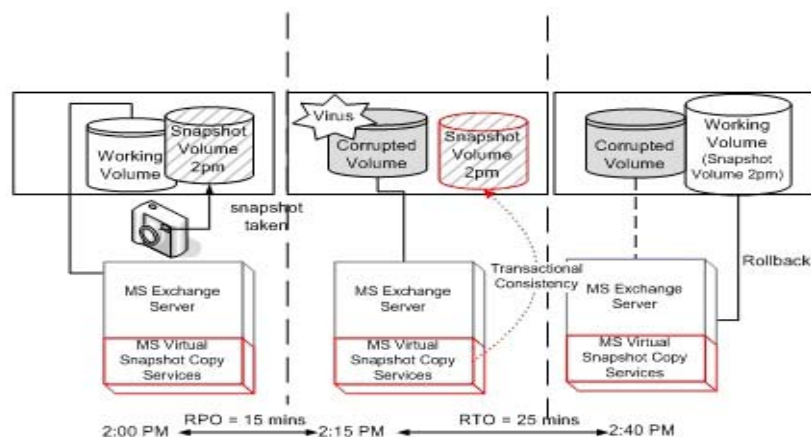 Working
Volume
Snapshot
Volume
2pm
snapshot
taken
MS Exchange
Server
MS Virtual
Snapshot Copy
Services
Virus
Corrupted
Volume
Snapshot
Volume
2pm
Transactional
Consistency
MS Exchange
Server
MS Virtual
Snapshot Copy
Services
Corrupted
Volume
Working
Volume
(Snapshot
Volume 2pm)
Rollback
MS Exchange
Server
MS Virtual
Snapshot Copy
Services
2:00 PM
RPO = 15 mins
2:15 PM
RTO = 25 mins
2:40 PM